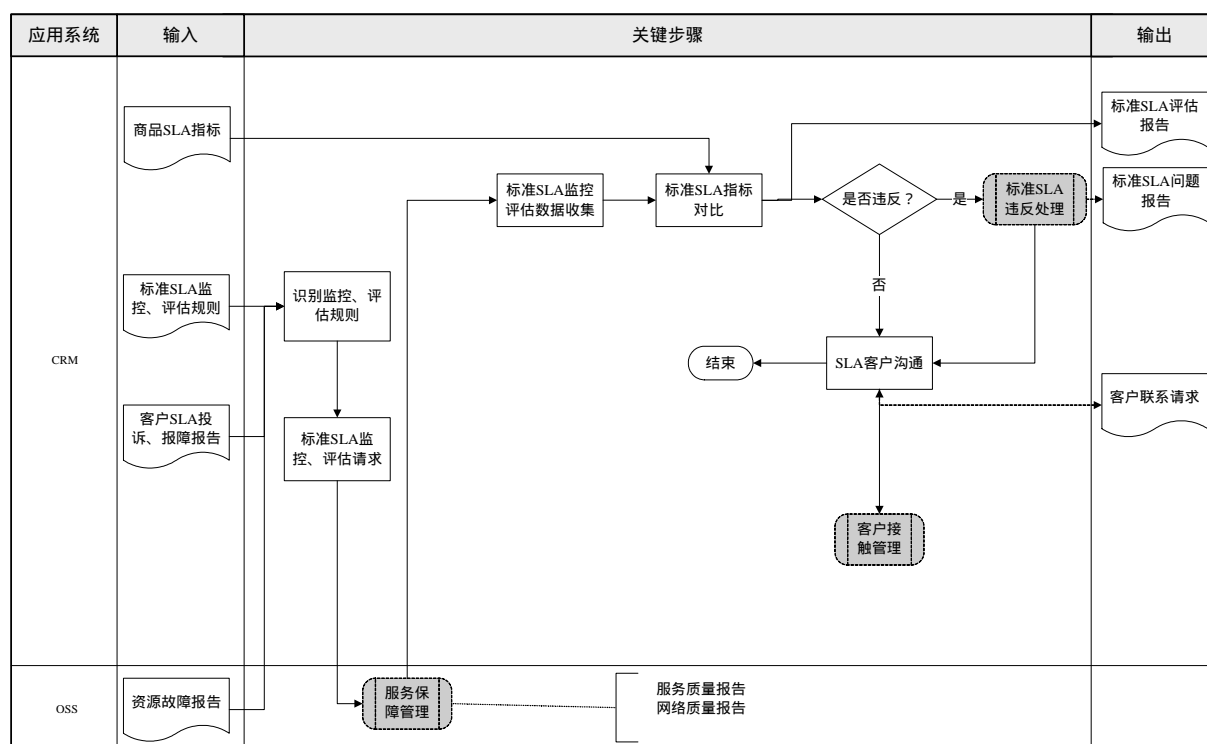 应用系统
输入
关键步骤
输出
商品SLA指标
标准SLA评估
报告
标准SLA监控
评估数据收集
标准SLA指标
对比
是否违反？
是
标准SLA
违反处理
标准SLA问题
报告
标准SLA监
控、评估规则
识别监控、评
估规则
否
CRM
结束
SLA客户沟通
客户联系请求
客户SLA投
诉、报障报告
标准SLA监
控、评估请求
客户接
触管理
OSS
资源故障报告
服务保
障管理
服务质量报告
网络质量报告